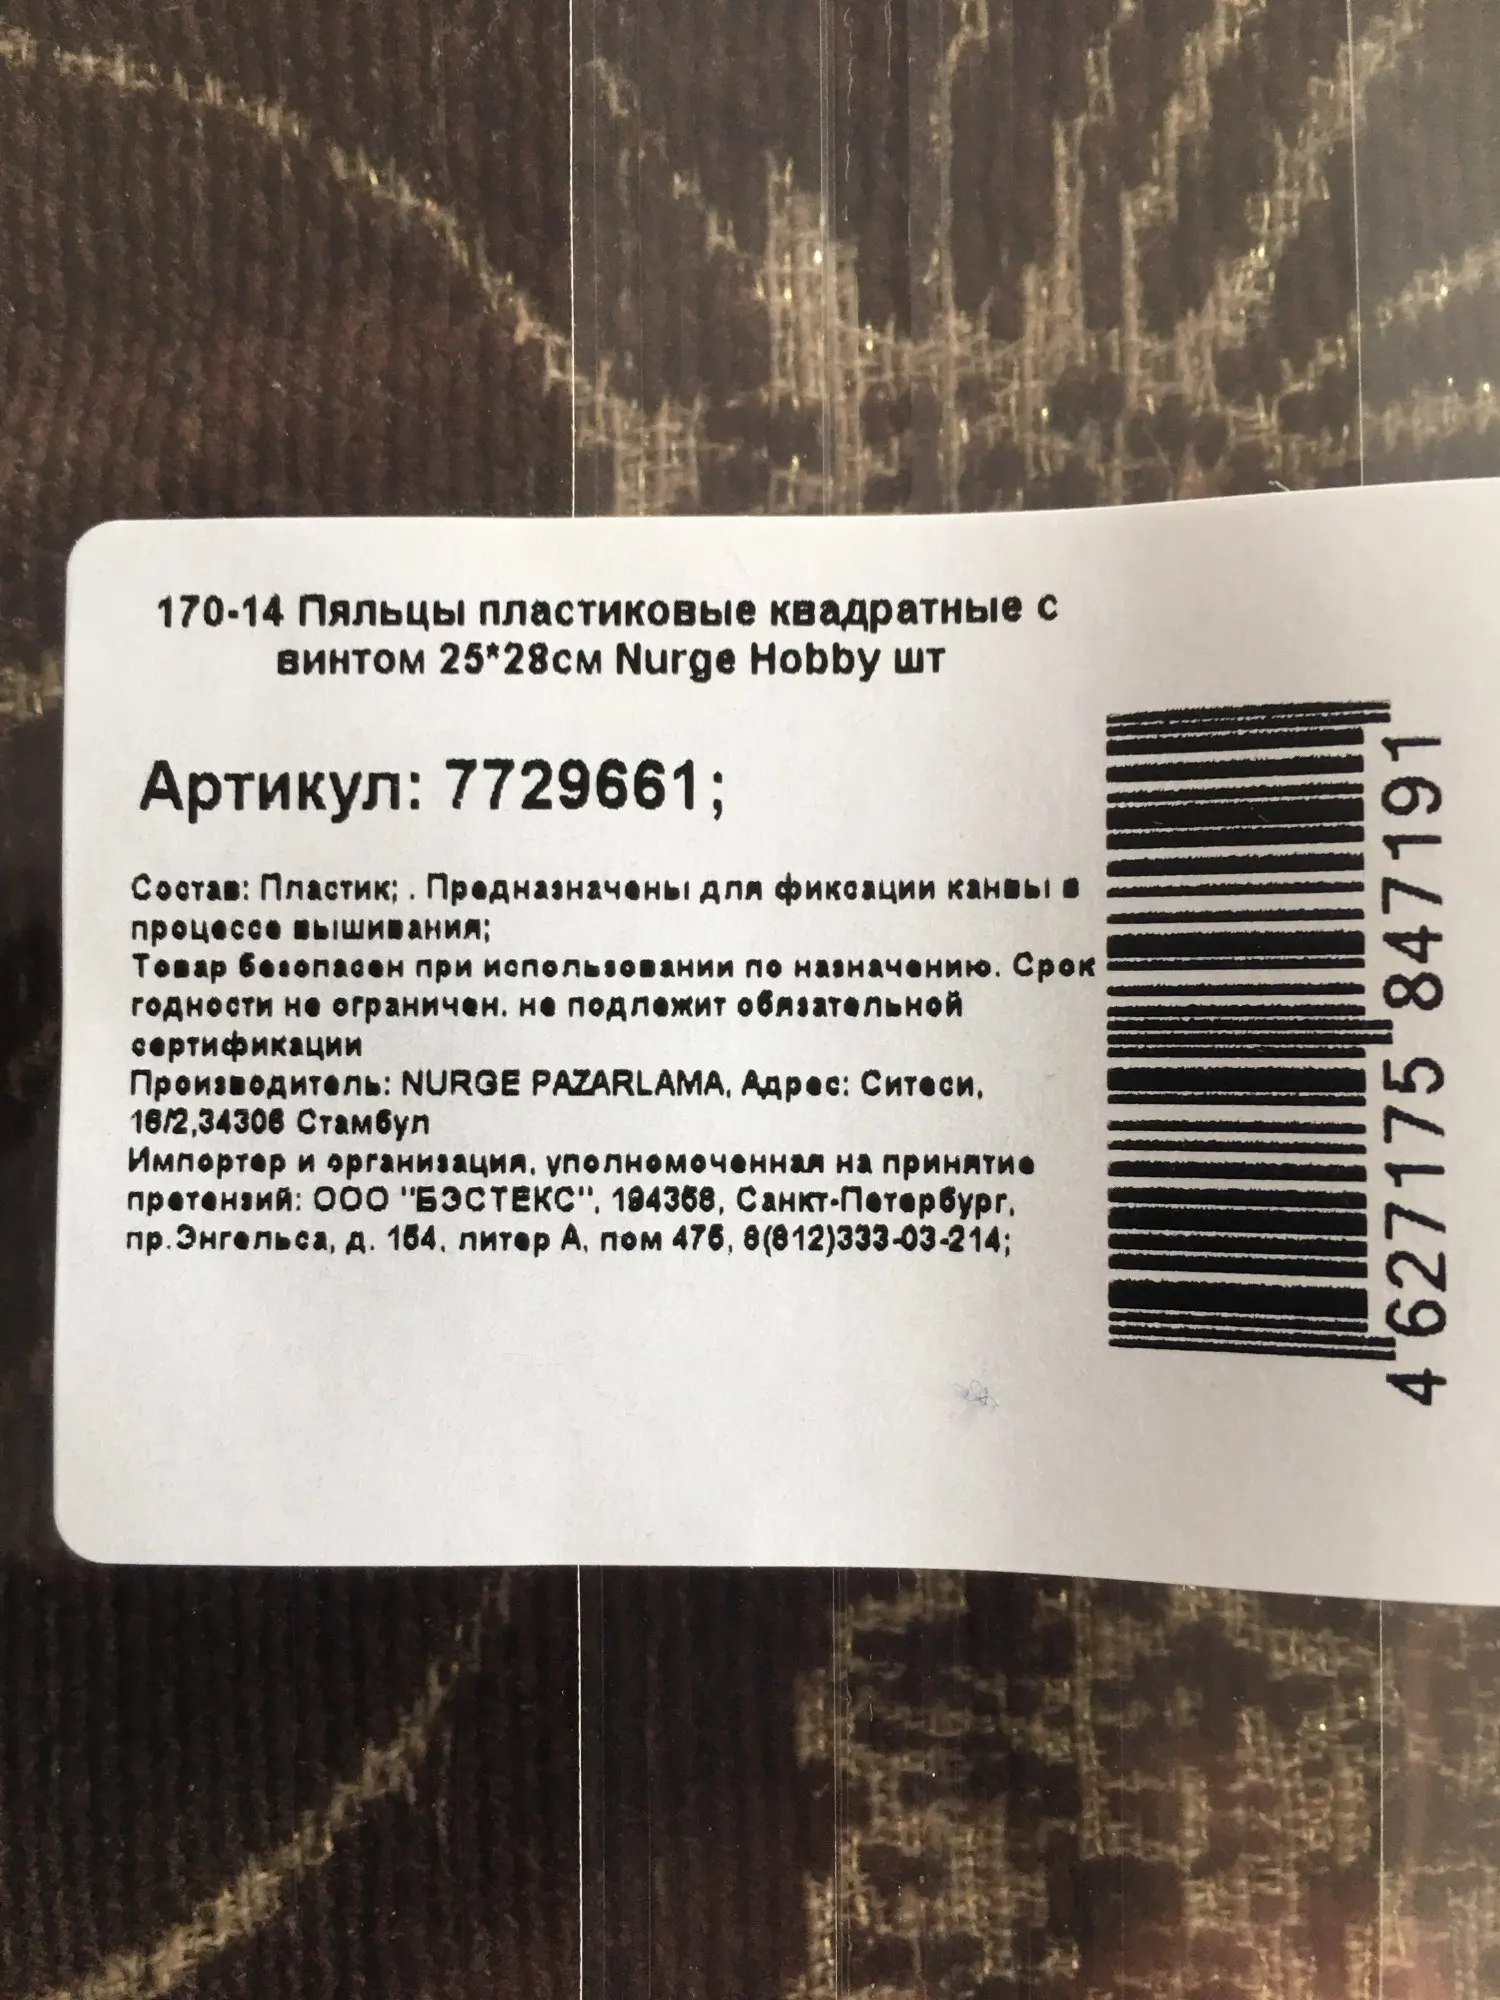 170-14 Пяльцы пластиковые квадратные с
винтом 25*28см Nurge Hobby шт
Артикул: 7729661;
Состав: Пластик; . Предназначены для фиксации канвы в
процессе вышивания;
Товар безопасен при использовании по назначению. Срок
годности не ограничен. не подлежит обязательной
сертификации
Производитель: NURGE PAZARLAMA, Адрес: Ситеси,
16/2,34306 Стамбул
Импортер и организация, уполномоченная на принятие
претензий: ООО "БЭСТЕКС", 194358, Санкт-Петербург,
пр.Энгельса, д. 154, литер А, пом 475, 8(812)333-03-214;
4 627175 847191